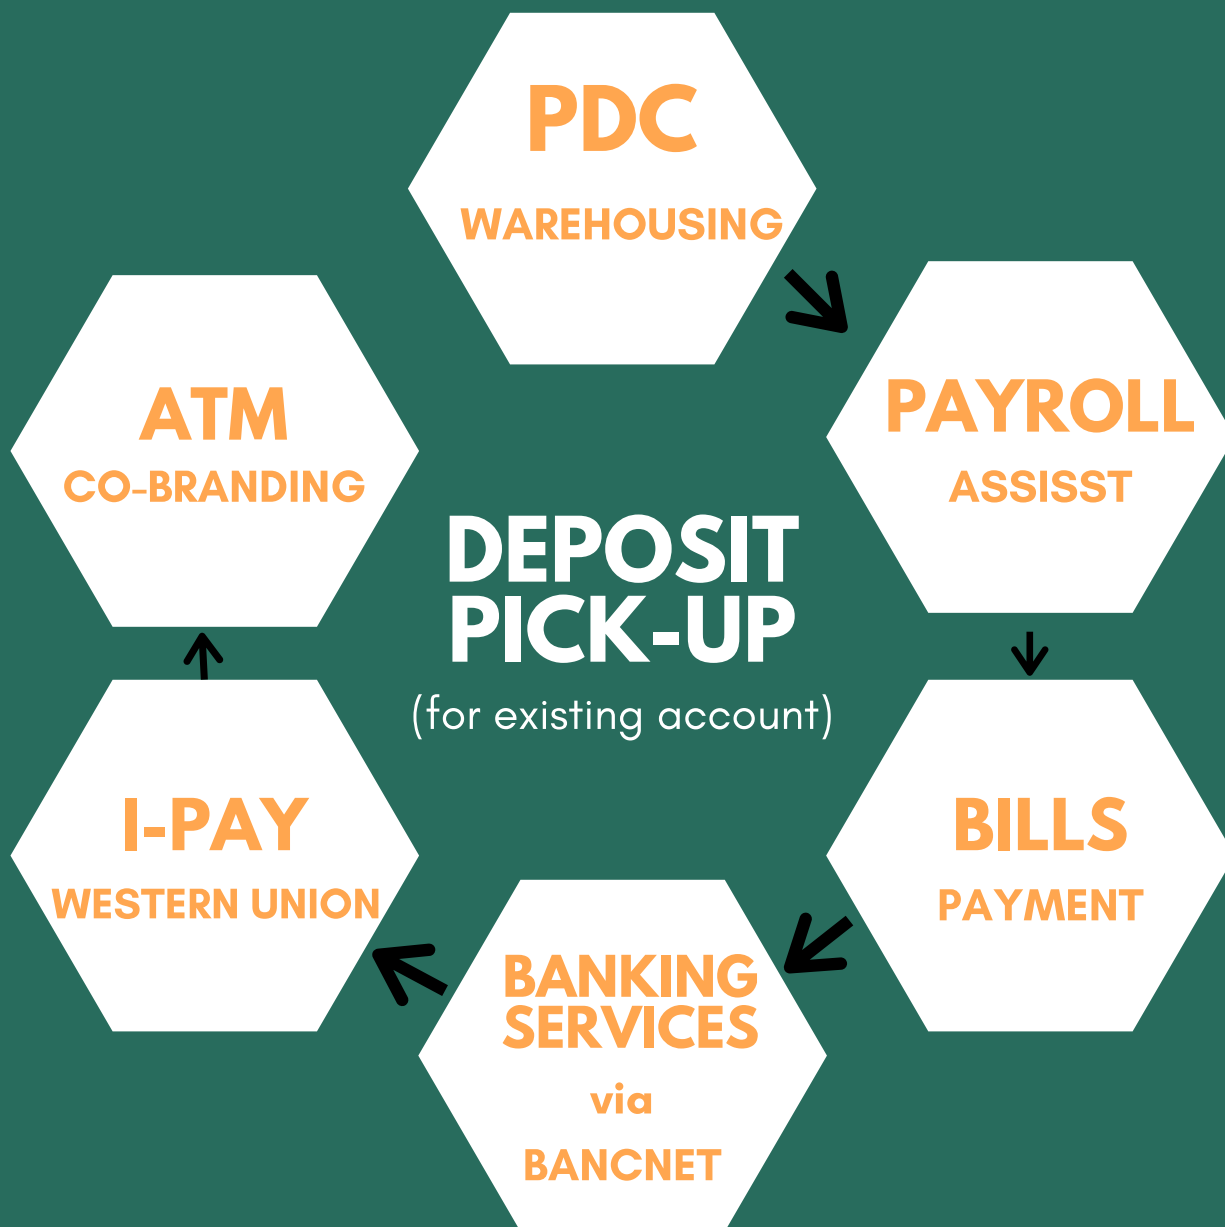 PDC
WAREHOUSING
PAYROLL
ASSISST
BILLS
PAYMENT
BANKING
SERVICES
via
BANCNET
I-PAY
WESTERN UNION
ATM
CO-BRANDING
DEPOSIT
PICK-UP
(for existing account)